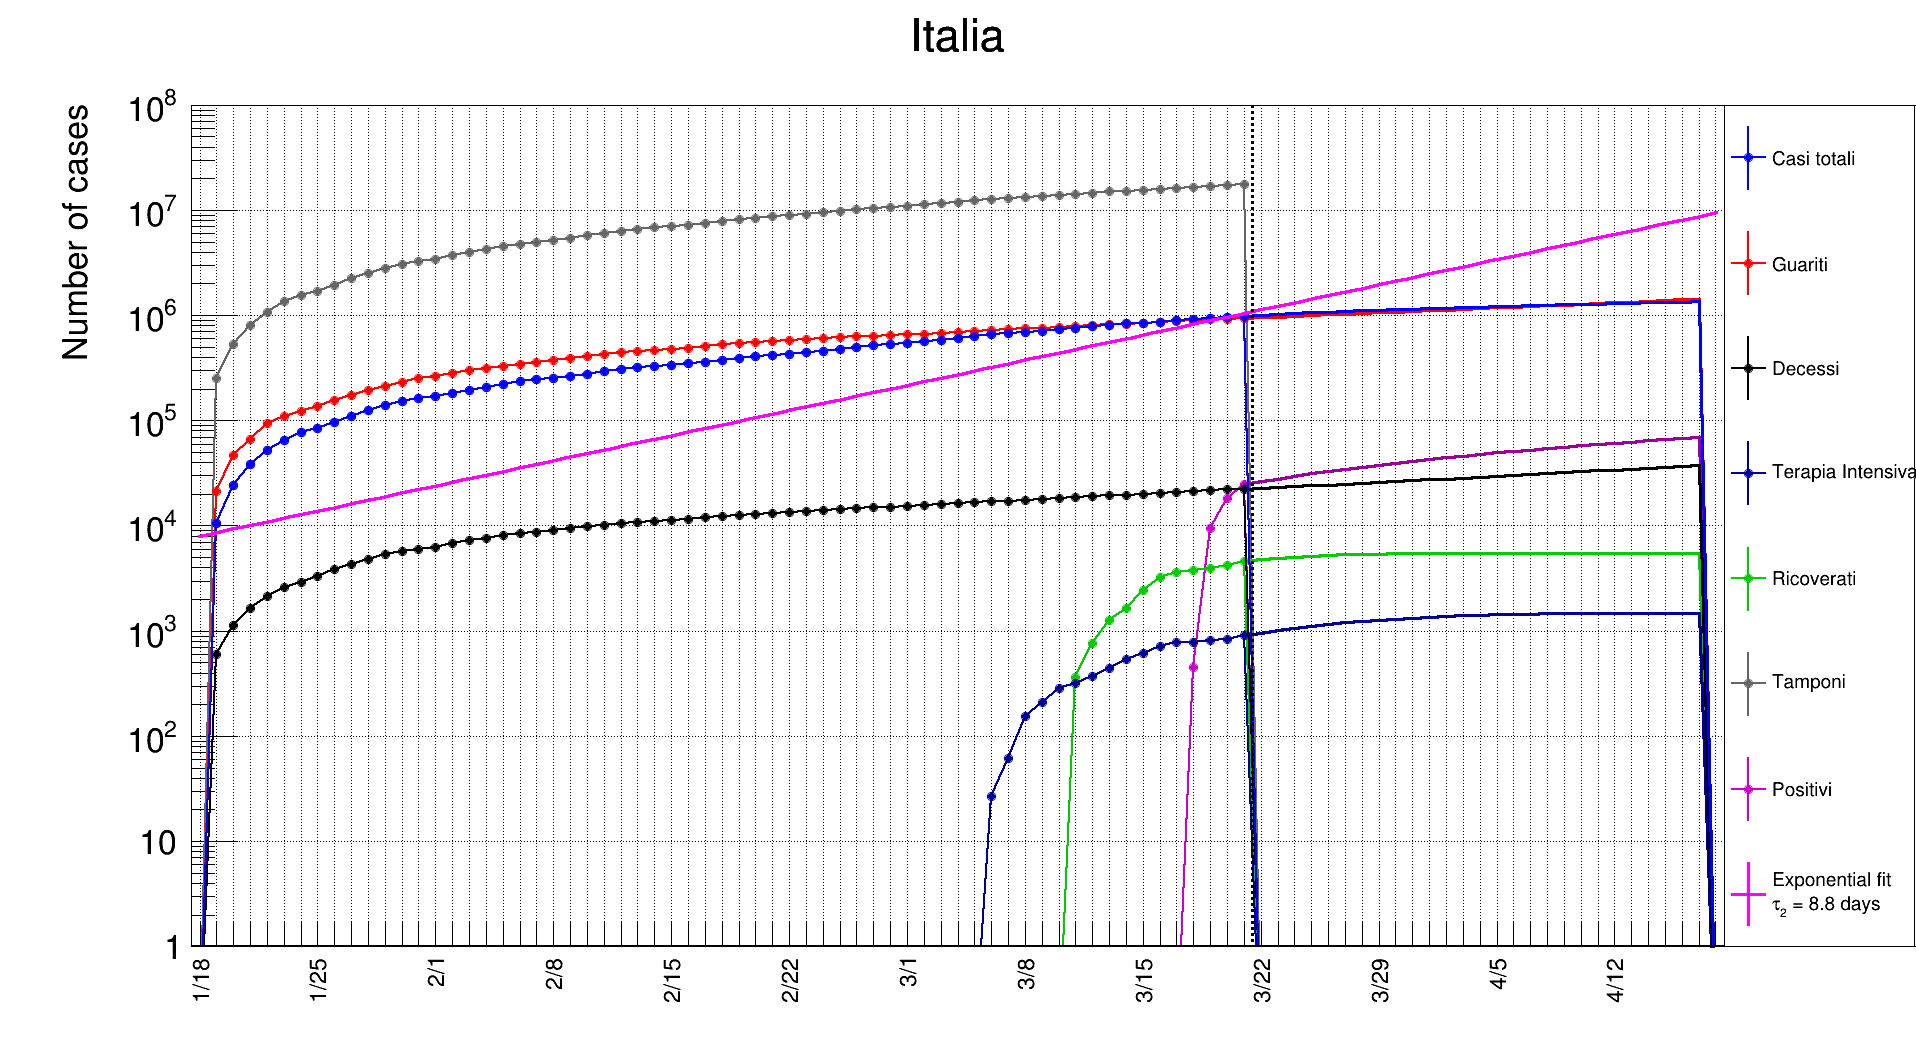 Italia
Number of cases
10^8
10^7
10^6
10^5
10^4
10^3
10^2
10
1
1/18
1/25
2/1
2/8
2/15
2/22
3/1
3/8
3/15
3/22
3/29
4/5
4/12
Casi totali
Guariti
Decessi
Terapia Intensiva
Ricoverati
Tamponi
Positivi
Exponential fit
τ_2 = 8.8 days